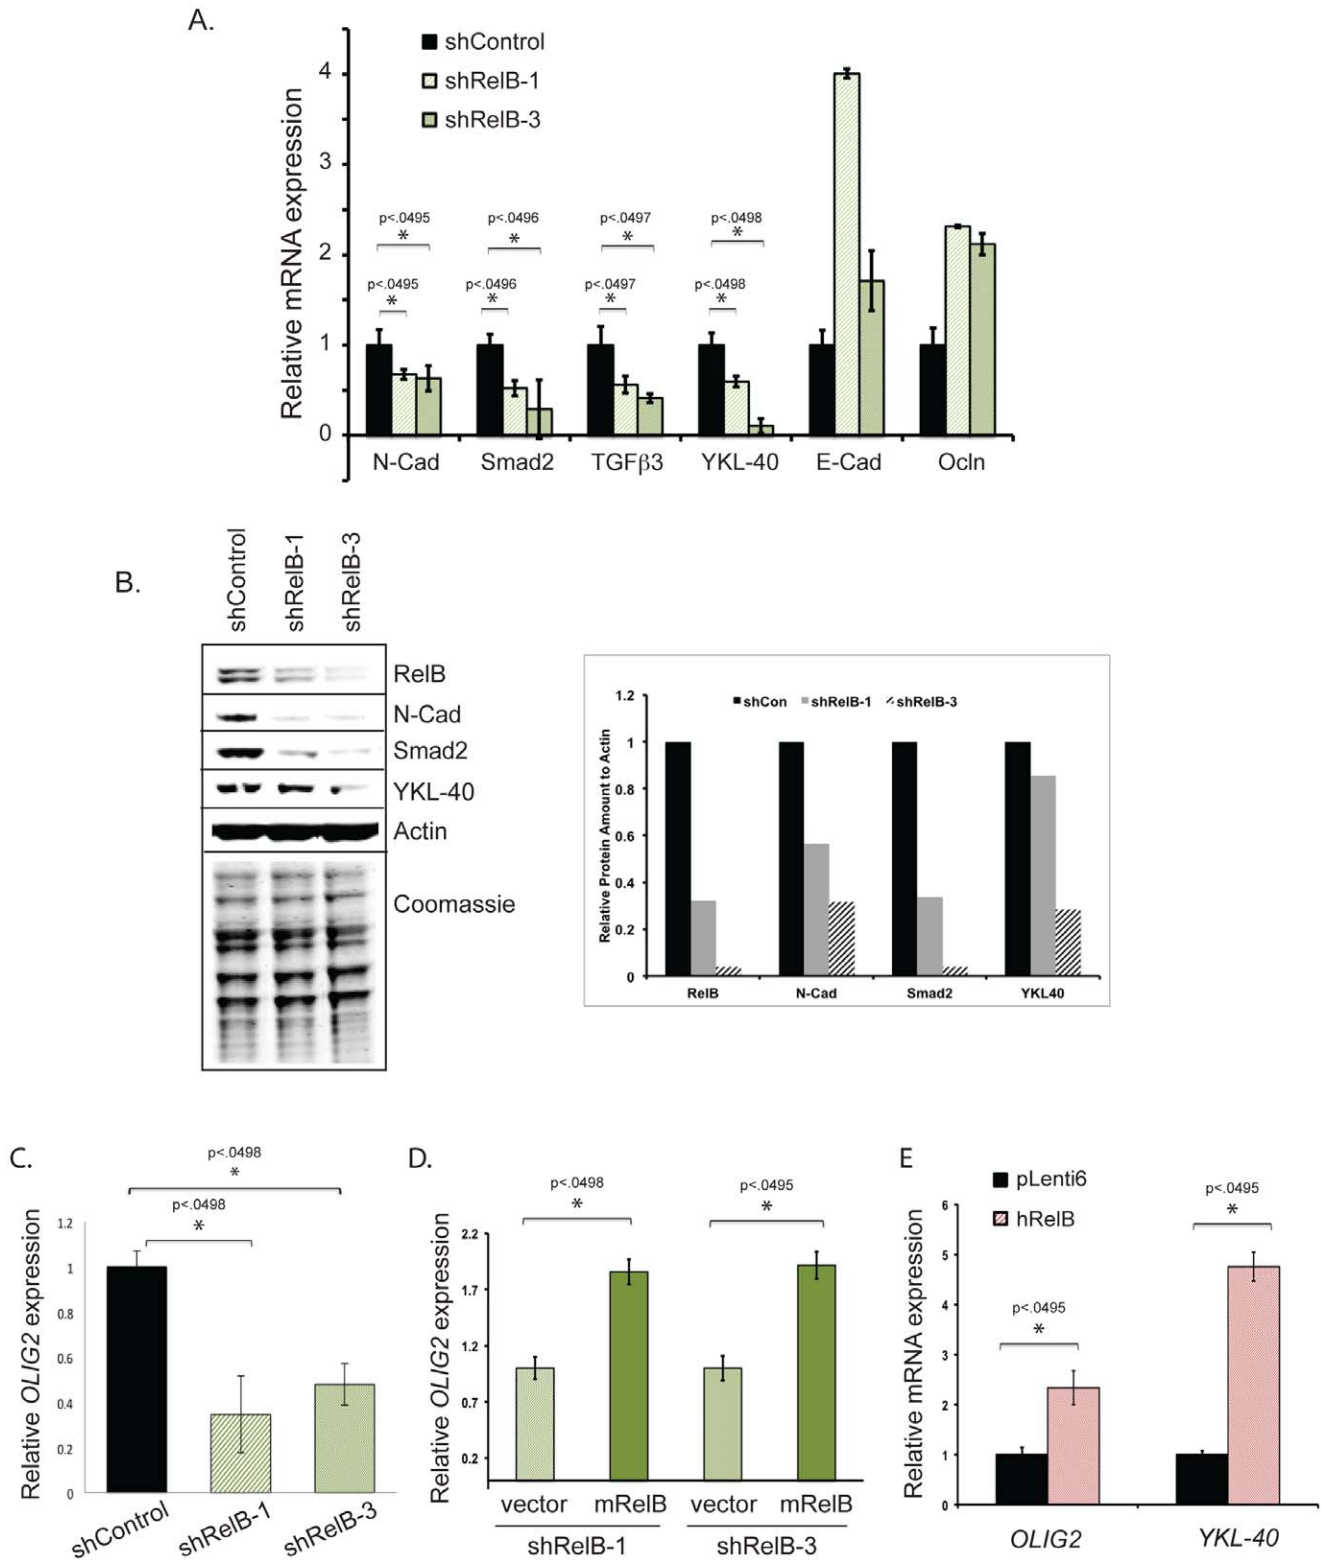 A.
shControl
shRelB-1
shRelB-3
Relative mRNA expression
4
3
2
1
0
p<.0495 p<.0496 p<.0497 p<.0498
* * * *
p<.0495 p<.0496 p<.0497 p<.0498
* * * *
N-Cad Smad2 TGFβ3 YKL-40 E-Cad Ocln
B.
shControl shRelB-1 shRelB-3
RelB
N-Cad
Smad2
YKL-40
Actin
Coomassie
shCon shRelB-1 shRelB-3
Relative Protein Amount to Actin
1.2
1
0.8
0.6
0.4
0.2
0
RelB N-Cad Smad2 YKL40
C.
p<.0498
*
p<.0498
*
Relative OLIG2 expression
1.2
1
0.8
0.6
0.4
0.2
0
shControl shRelB-1 shRelB-3
D.
p<.0498 p<.0495
* *
Relative OLIG2 expression
2.2
1.7
1.2
0.7
0.2
vector mRelB vector mRelB
shRelB-1 shRelB-3
E
pLenti6
hRelB
p<.0495
*
p<.0495
*
Relative mRNA expression
6
5
4
3
2
1
0
OLIG2 YKL-40